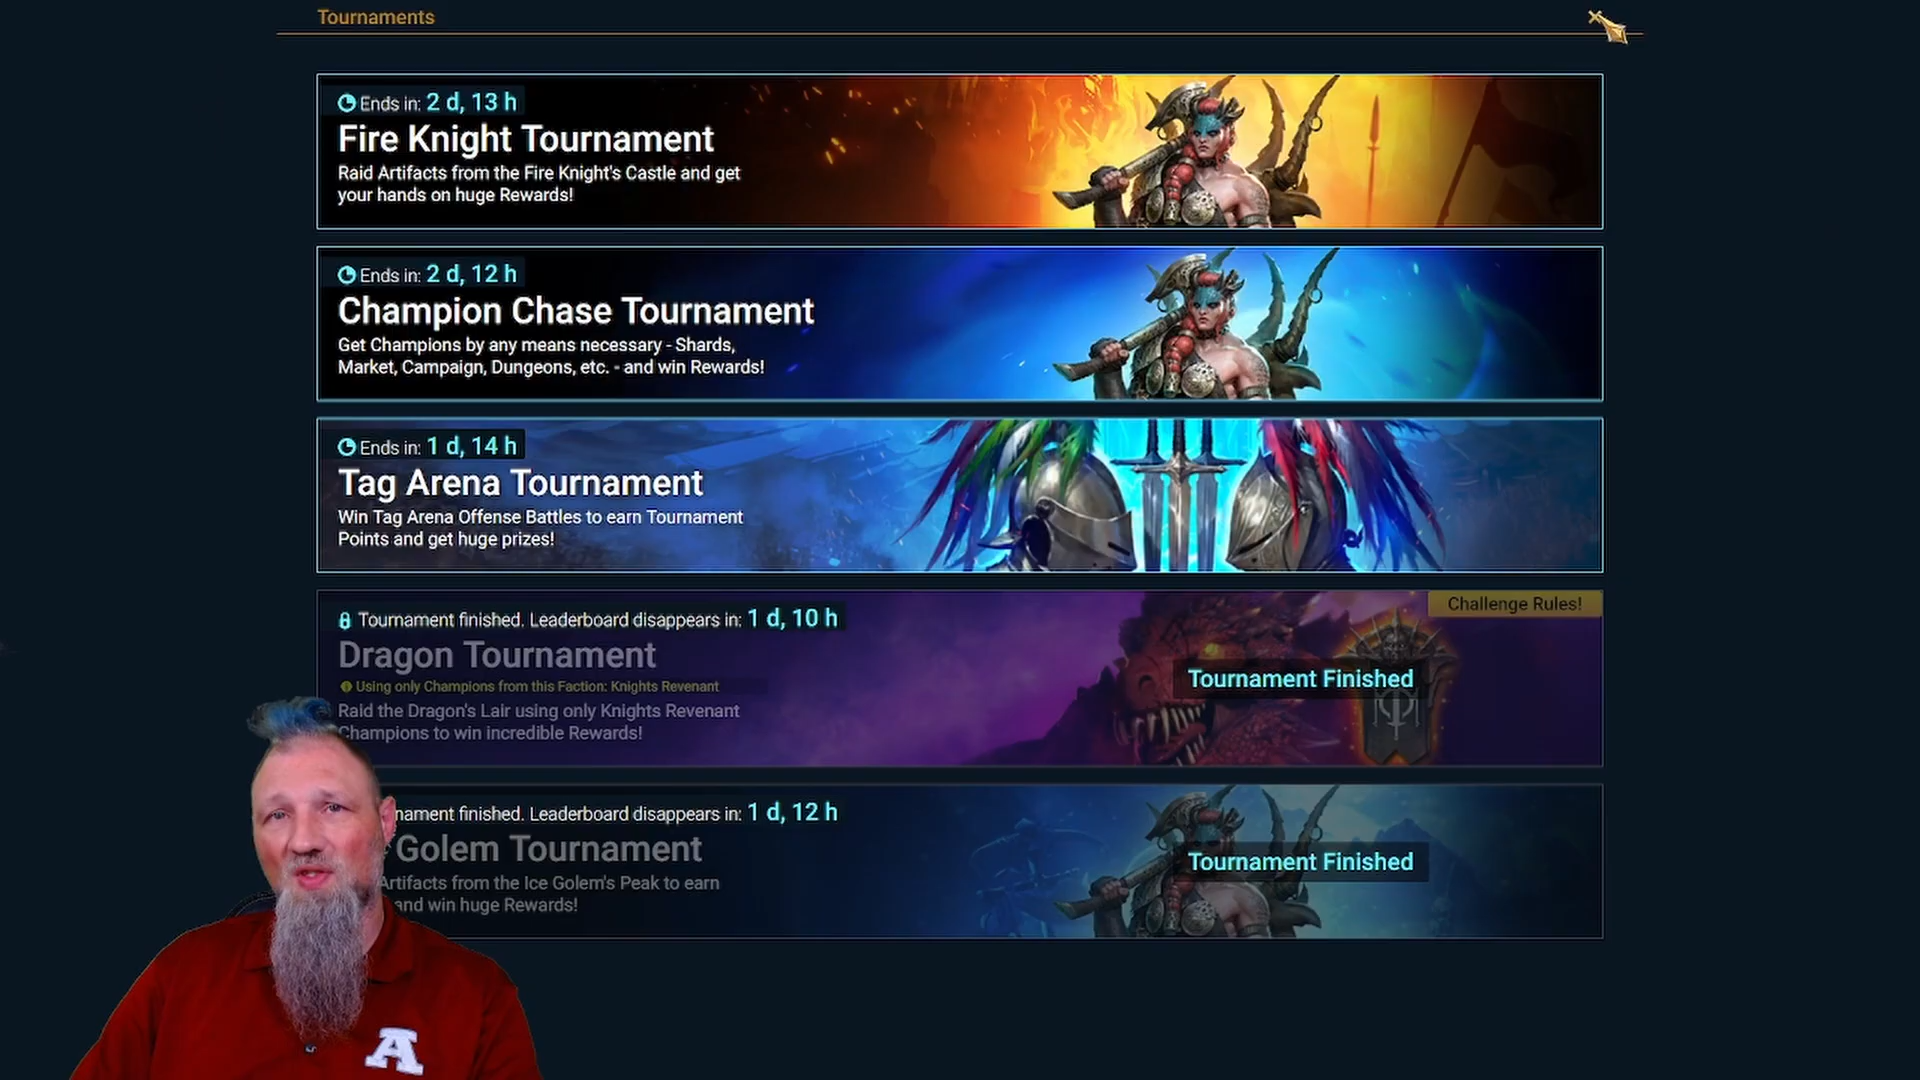 Tournaments
Ends in: 2 d, 13 h
Fire Knight Tournament
Raid Artifacts from the Fire Knight's Castle and get
your hands on huge Rewards!
Ends in: 2 d, 12 h
Champion Chase Tournament
Get Champions by any means necessary - Shards,
Market, Campaign, Dungeons, etc. - and win Rewards!
Ends in: 1 d, 14 h
Tag Arena Tournament
Win Tag Arena Offense Battles to earn Tournament
Points and get huge prizes!
Challenge Rules!
Tournament finished. Leaderboard disappears in: 1 d, 10 h
Dragon Tournament
Tournament Finished
Using only Champions from this Faction: Knights Revenant
Raid the Dragon's Lair using only Knights Revenant
Champions to win incredible Rewards!
nament finished. Leaderboard disappears in: 1 d, 12 h
Golem Tournament
Tournament Finished
Artifacts from the Ice Golem's Peak to earn
and win huge Rewards!
A